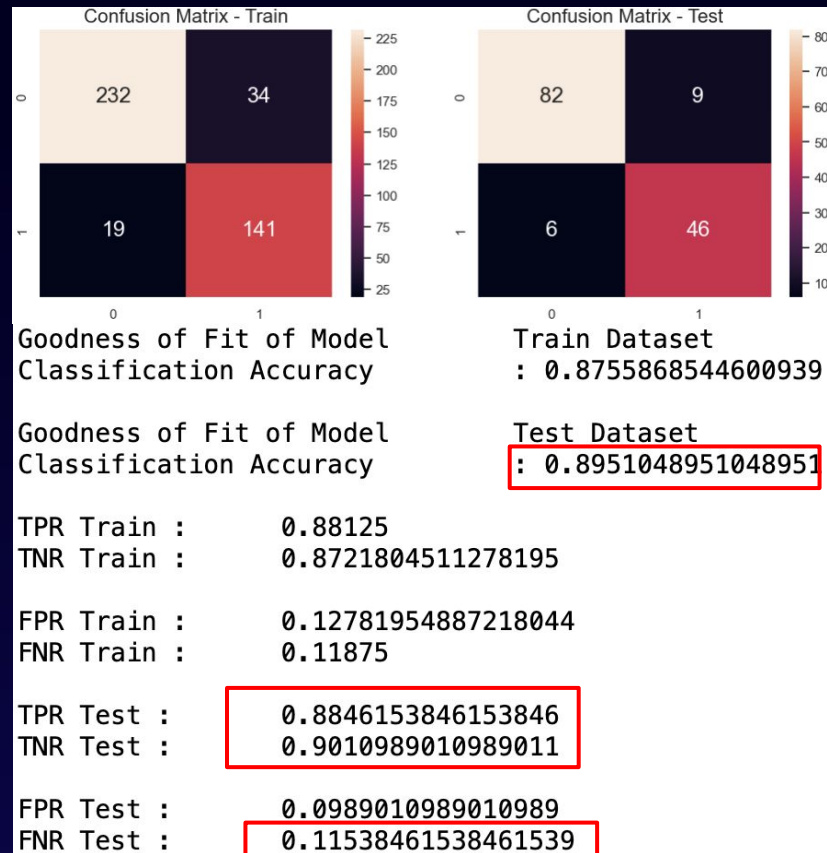 Confusion Matrix - Train
Confusion Matrix - Test
225
200
175
150
125
100
75
50
25
0
232
34
1
19
141
0
1
80
70
60
50
40
30
20
10
0
82
9
1
6
46
0
1
Goodness of Fit of Model Train Dataset
Classification Accuracy : 0.8755868544600939
Goodness of Fit of Model Test Dataset
Classification Accuracy : 0.8951048951048951
TPR Train : 0.88125
TNR Train : 0.8721804511278195
FPR Train : 0.12781954887218044
FNR Train : 0.11875
TPR Test : 0.8846153846153846
TNR Test : 0.9010989010989011
FPR Test : 0.0989010989010989
FNR Test : 0.11538461538461539